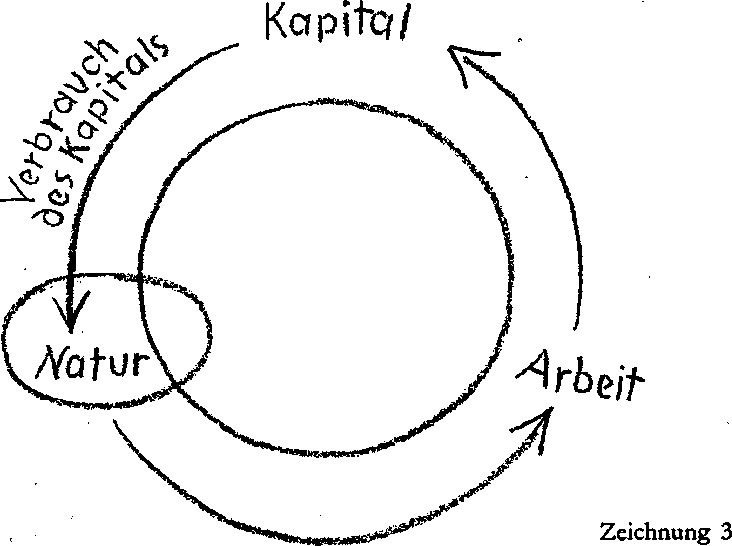 Kapital
Verbrauch
des Kapitals
Natur
Arbeit
Zeichnung 3